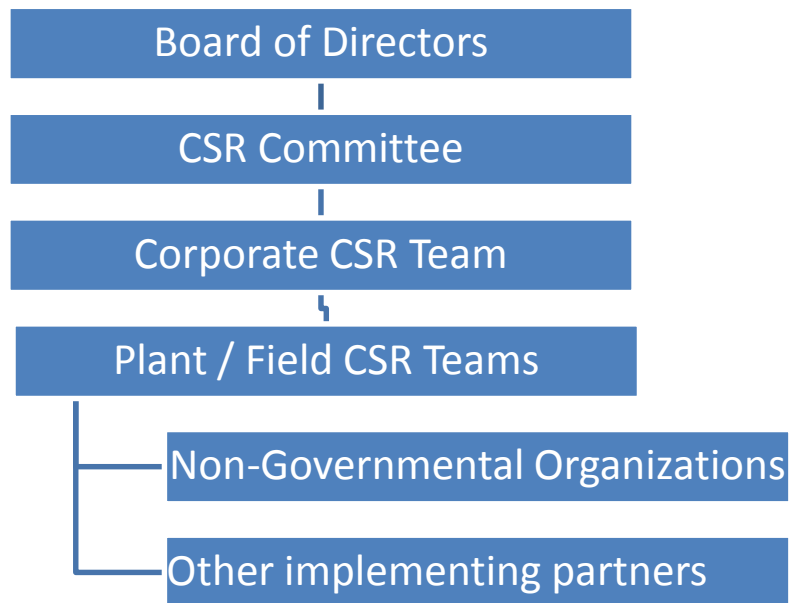 Board of Directors
CSR Committee
Corporate CSR Team
Plant / Field CSR Teams
Non-Governmental Organizations
Other implementing partners